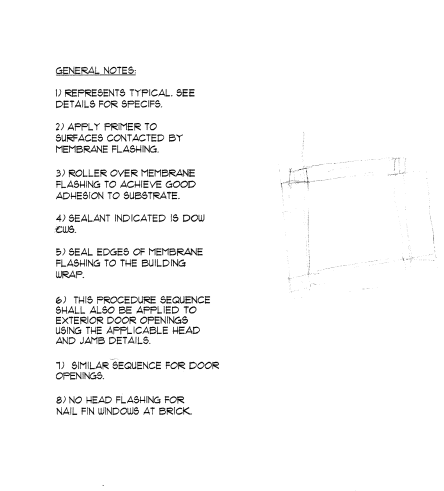 GENERAL NOTES:
1) REPRESENTS TYPICAL. SEE
DETAILS FOR SPECIFS.
2) APPLY PRIMER TO
SURFACES CONTACTED BY
MEMBRANE FLASHING.
3) ROLLER OVER MEMBRANE
FLASHING TO ACHIEVE GOOD
ADHESION TO SUBSTRATE.
4) SEALANT INDICATED IS DOW
CWS.
5) SEAL EDGES OF MEMBRANE
FLASHING TO THE BUILDING
WRAP.
6) THIS PROCEDURE SEQUENCE
SHALL ALSO BE APPLIED TO
EXTERIOR DOOR OPENINGS
USING THE APPLICABLE HEAD
AND JAMB DETAILS.
7) SIMILAR SEQUENCE FOR DOOR
OPENINGS.
8) NO HEAD FLASHING FOR
NAIL FIN WINDOWS AT BRICK.